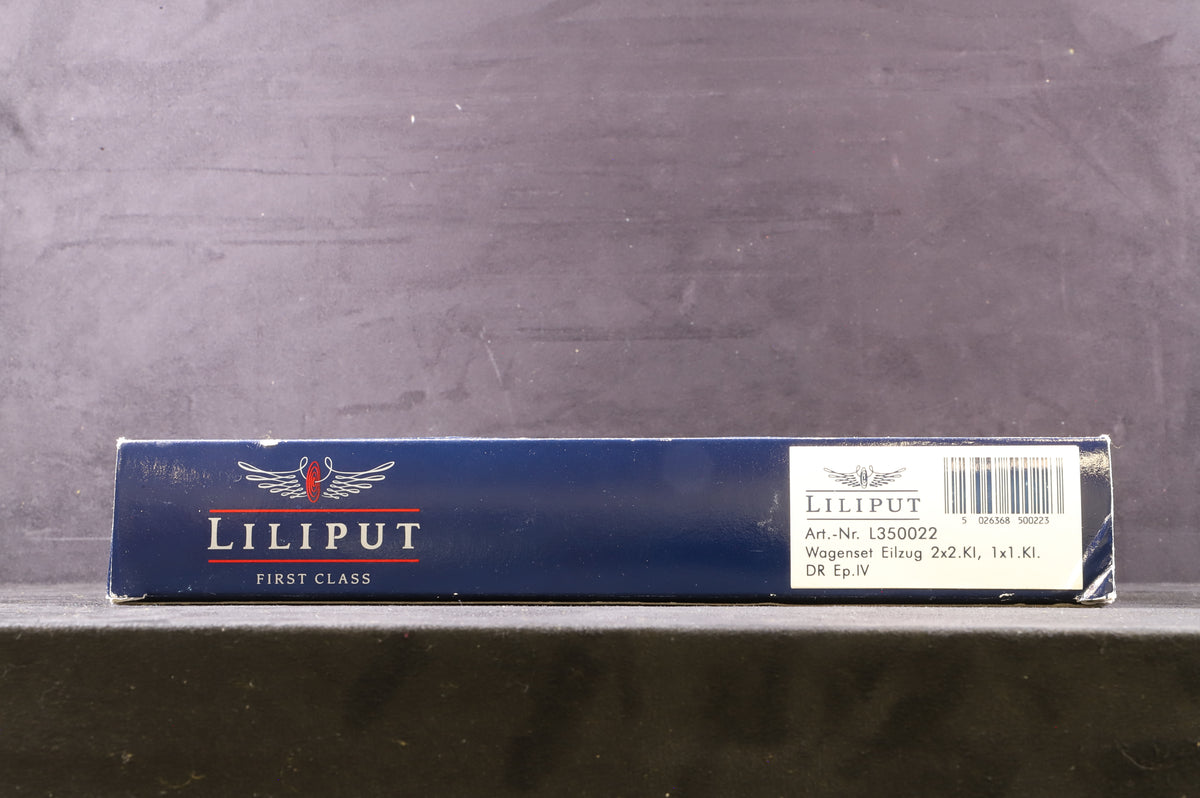 LILIPUT
FIRST CLASS
LILIPUT
5 026368 500223
Art.-Nr. L350022
Wagenset Eilzug 2x2.Kl, 1x1.Kl.
DR Ep.IV